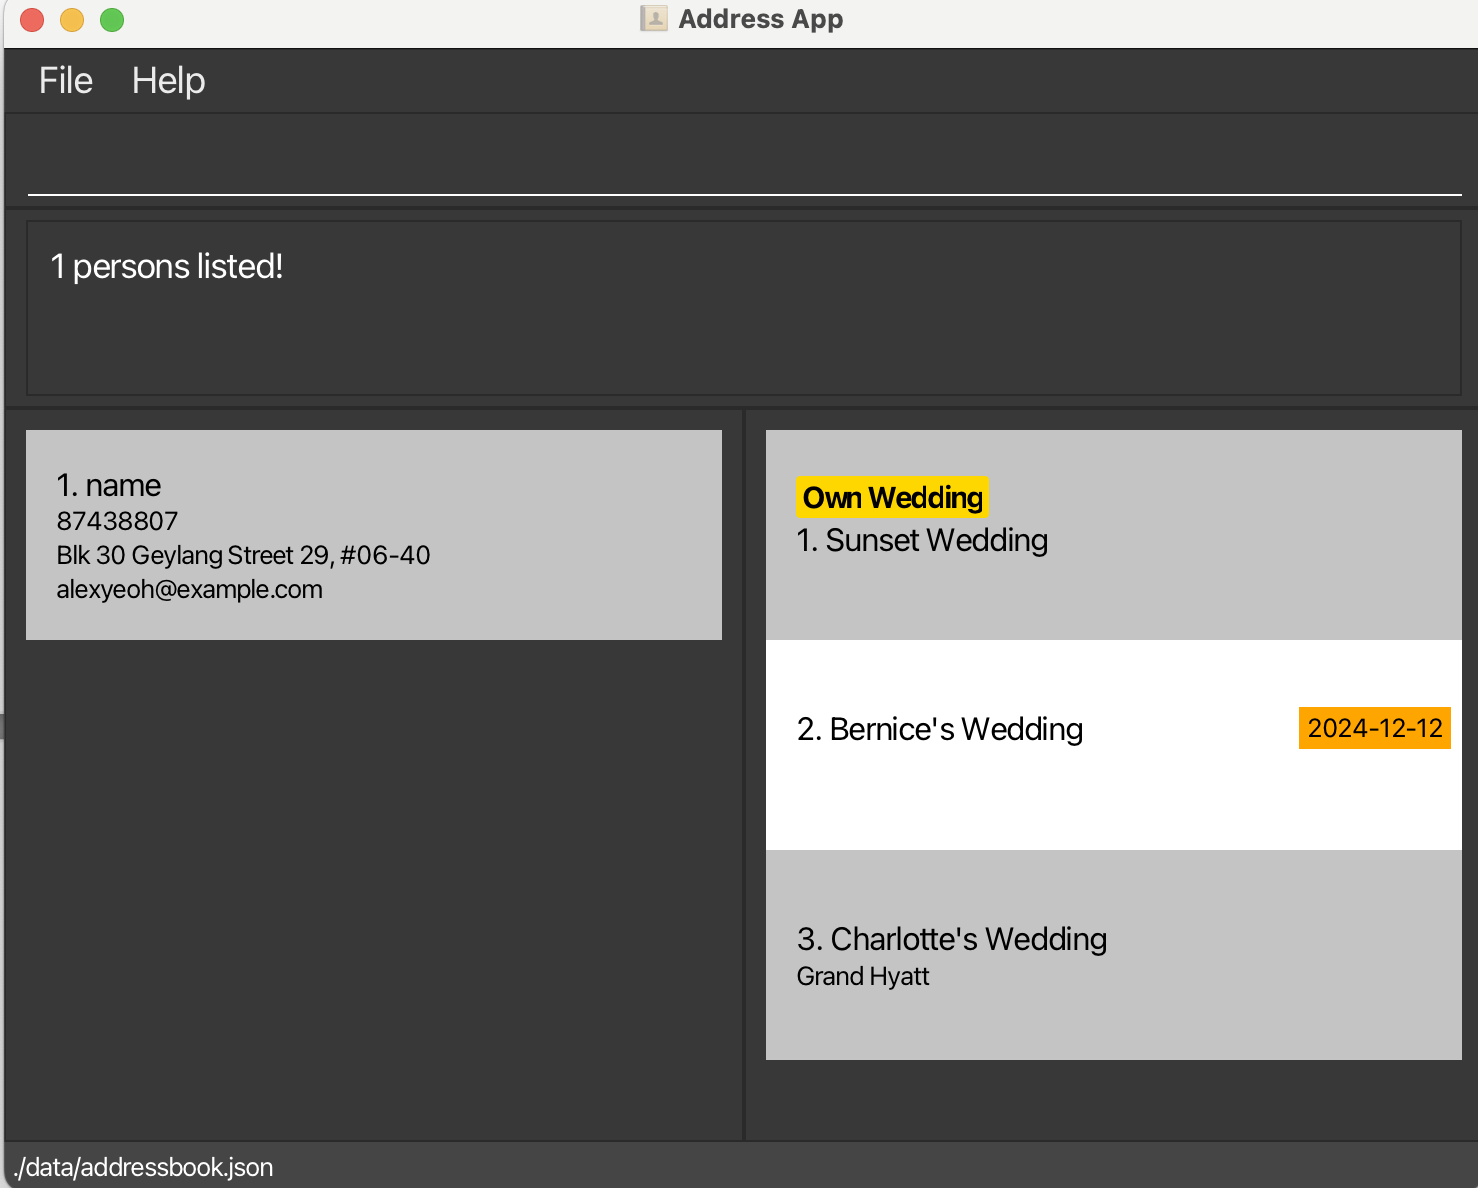 Address App
File Help
1 persons listed!
1. name
87438807
Blk 30 Geylang Street 29, #06-40
alexyeoh@example.com
Own Wedding
1. Sunset Wedding
2. Bernice's Wedding
2024-12-12
3. Charlotte's Wedding
Grand Hyatt
./data/addressbook.json